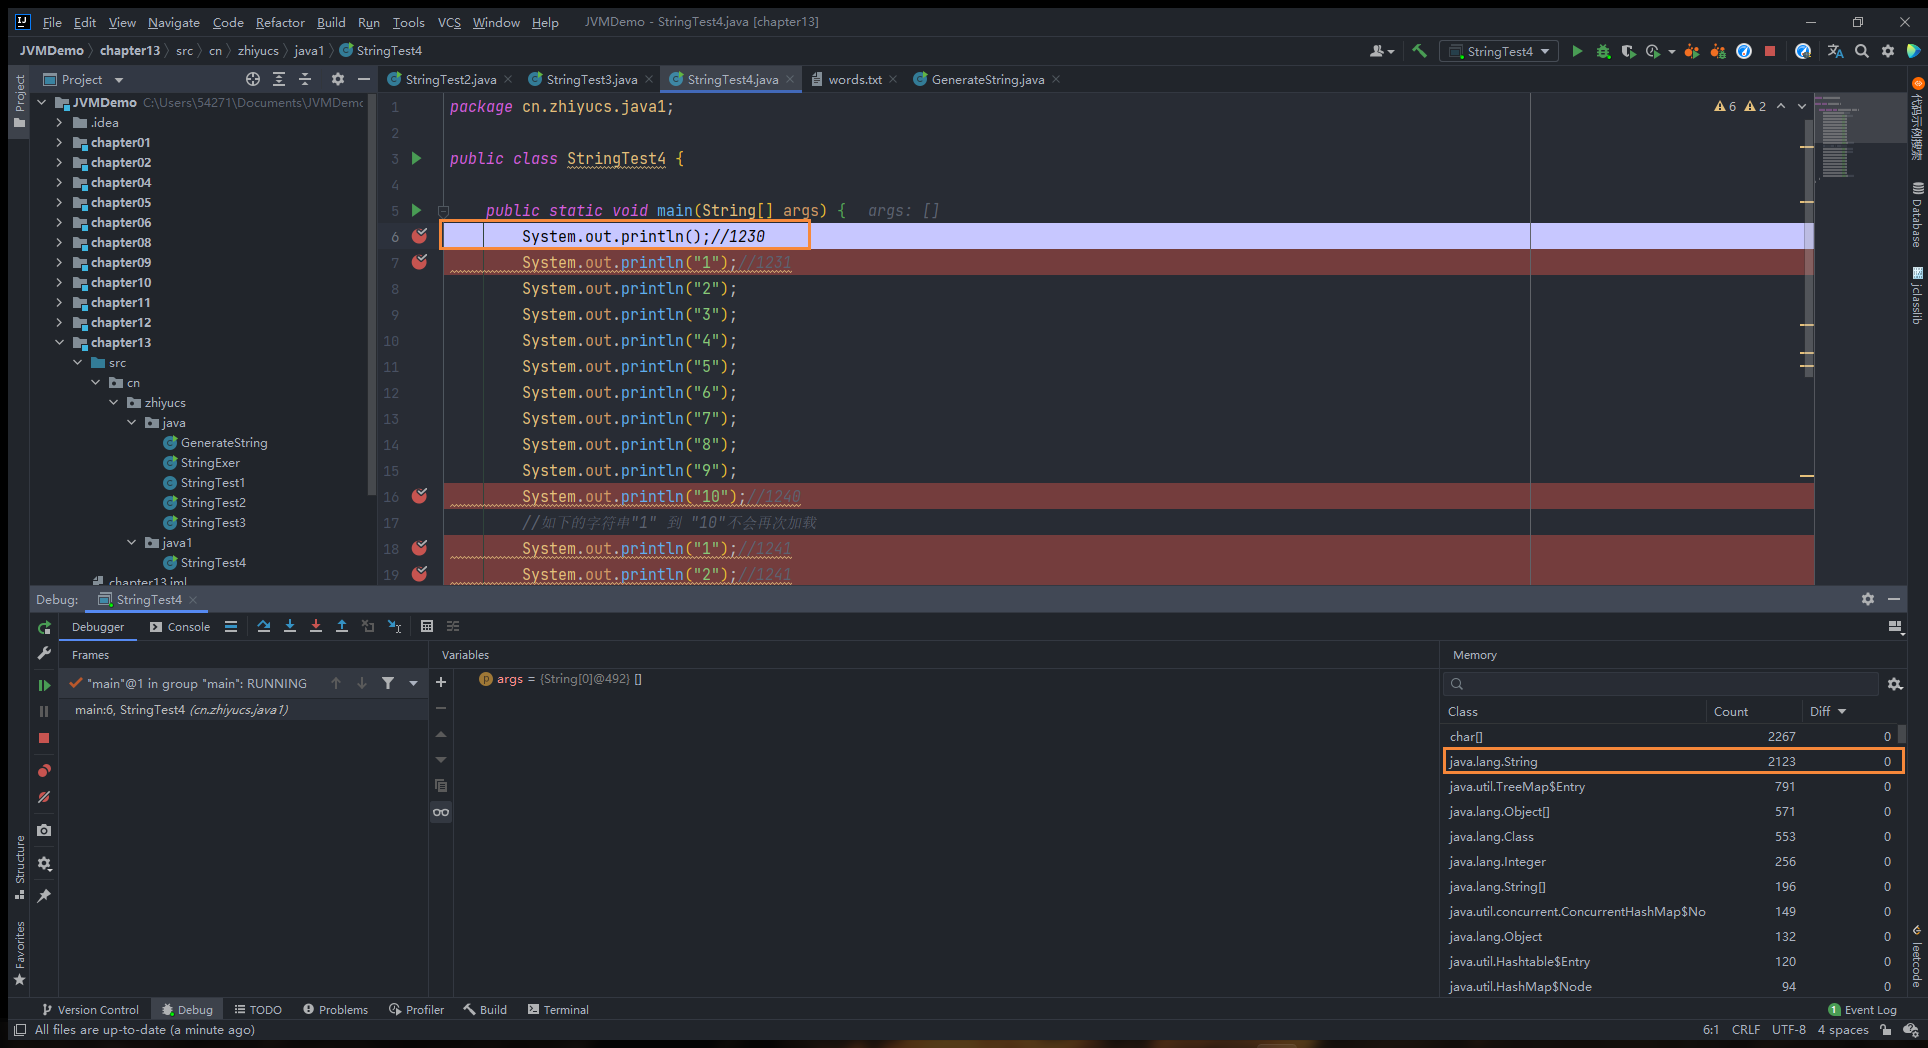 File Edit View Navigate Code Refactor Build Run Tools VCS Window Help JVMDemo - StringTest4.java [chapter13]
JVMDemo chapter13 src cn zhiyucs java1 StringTest4
StringTest4
Project
StringTest2.java StringTest3.java StringTest4.java words.txt GenerateString.java
Project
JVMDemo C:\Users\54271\Documents\JVMDemo
.idea
chapter01
chapter02
chapter04
chapter05
chapter06
chapter08
chapter09
chapter10
chapter11
chapter12
chapter13
src
cn
zhiyucs
java
GenerateString
StringExer
StringTest1
StringTest2
StringTest3
java1
StringTest4
chapter13.iml
6 2
1 package cn.zhiyucs.java1;
2
3 public class StringTest4 {
4
5 public static void main(String[] args) { args: []
6 System.out.println();//1230
7 System.out.println("1");//1231
8 System.out.println("2");
9 System.out.println("3");
10 System.out.println("4");
11 System.out.println("5");
12 System.out.println("6");
13 System.out.println("7");
14 System.out.println("8");
15 System.out.println("9");
16 System.out.println("10");//1240
17 //如下的字符串"1" 到 "10"不会再次加载
18 System.out.println("1");//1241
19 System.out.println("2");//1241
代码示例搜索
Database
jclasslib
Debug: StringTest4
Debugger Console
Frames
"main"@1 in group "main": RUNNING
main:6, StringTest4 (cn.zhiyucs.java1)
Variables
args = {String[0]@492} []
Memory
Class Count Diff
char[] 2267 0
java.lang.String 2123 0
java.util.TreeMap$Entry 791 0
java.lang.Object[] 571 0
java.lang.Class 553 0
java.lang.Integer 256 0
java.lang.String[] 196 0
java.util.concurrent.ConcurrentHashMap$No 149 0
java.lang.Object 132 0
java.util.Hashtable$Entry 120 0
java.util.HashMap$Node 94 0
Structure
Favorites
leetcode
Version Control Debug TODO Problems Profiler Build Terminal 1 Event Log
All files are up-to-date (a minute ago) 6:1 CRLF UTF-8 4 spaces